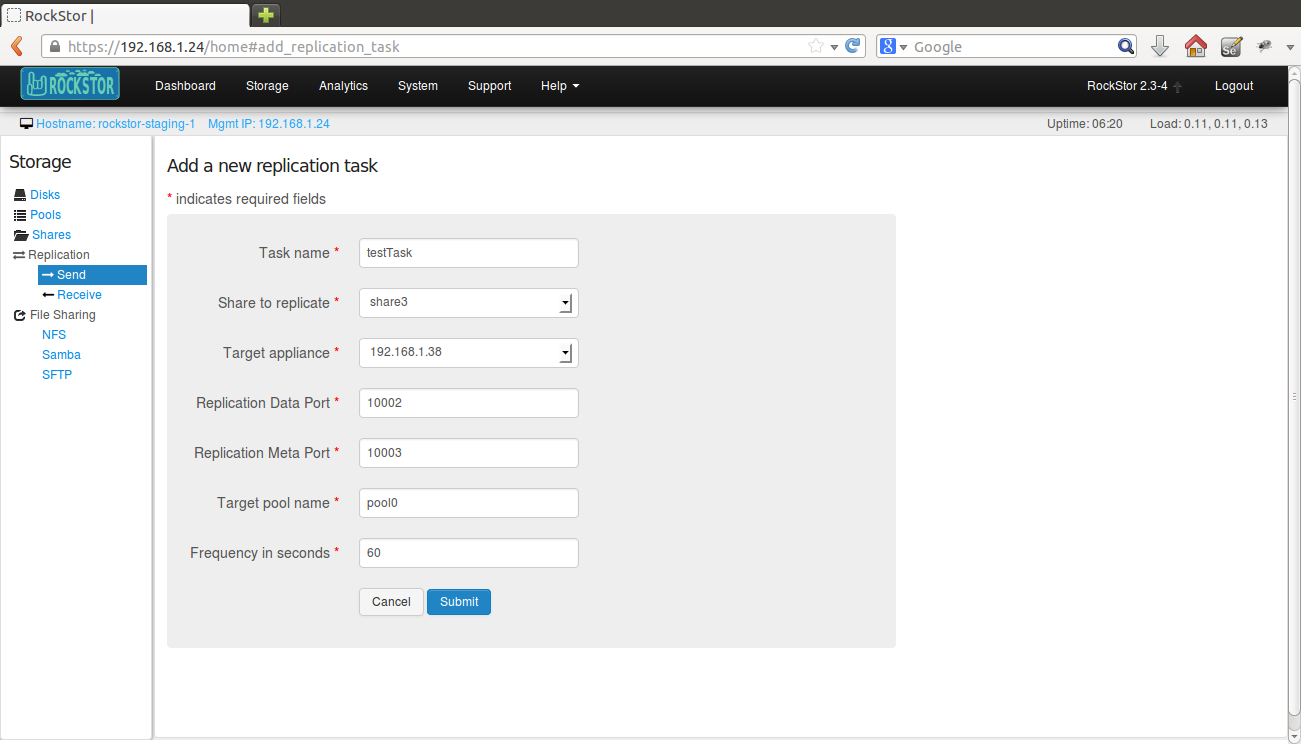 RockStor |
https://192.168.1.24/home#add_replication_task
Google
ROCKSTOR Dashboard Storage Analytics System Support Help RockStor 2.3-4 Logout
Hostname: rockstor-staging-1 Mgmt IP: 192.168.1.24 Uptime: 06:20 Load: 0.11, 0.11, 0.13
Storage
Disks
Pools
Shares
Replication
Send
Receive
File Sharing
NFS
Samba
SFTP
Add a new replication task
* indicates required fields
Task name * testTask
Share to replicate * share3
Target appliance * 192.168.1.38
Replication Data Port * 10002
Replication Meta Port * 10003
Target pool name * pool0
Frequency in seconds * 60
Cancel Submit